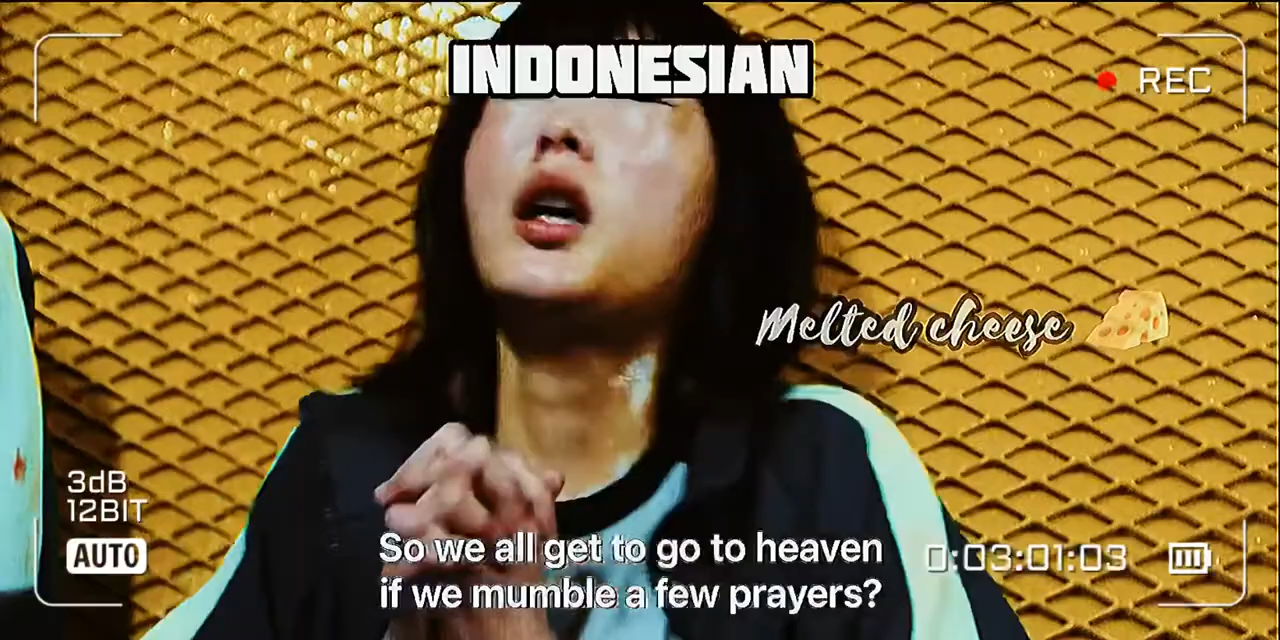 INDONESIAN
REC
Melted cheese
3dB
12BIT
AUTO
So we all get to go to heaven
if we mumble a few prayers?
0:03:01:03